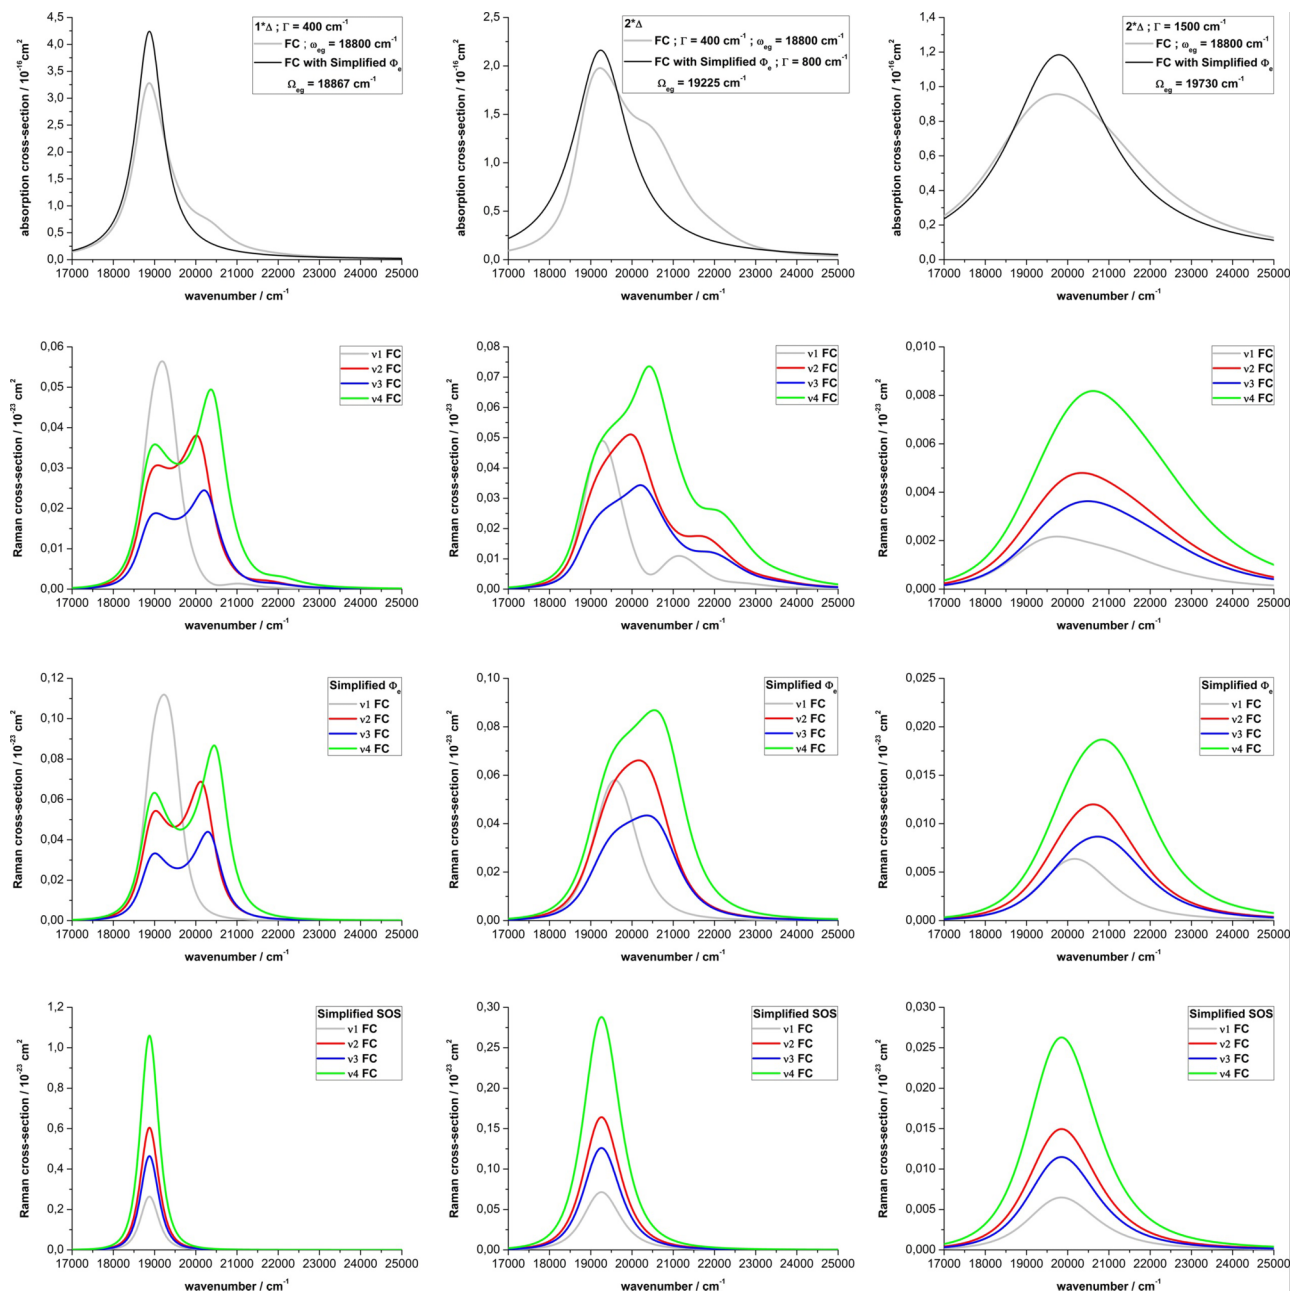 1*Δ ; Γ = 400 cm-1
FC ; ωeg = 18800 cm-1
FC with Simplified Φe
Ωeg = 18867 cm-1
absorption cross-section / 10-16 cm2
4,5
4,0
3,5
3,0
2,5
2,0
1,5
1,0
0,5
0,0
17000 19000 20000 21000 22000 23000 24000 25000
wavenumber / cm-1
2*Δ
FC ; Γ = 400 cm-1 ; ωeg = 18800 cm-1
FC with Simplified Φe ; Γ = 800 cm-1
Ωeg = 19225 cm-1
absorption cross-section / 10-16 cm2
2,5
2,0
1,5
1,0
0,5
0,0
17000 18000 19000 20000 21000 22000 23000 24000 25000
wavenumber / cm-1
2*Δ ; Γ = 1500 cm-1
FC ; ωeg = 18800 cm-1
FC with Simplified Φe
Ωeg = 19730 cm-1
absorption cross-section / 10-16 cm2
1,4
1,2
1,0
0,8
0,6
0,4
0,2
0,0
17000 18000 19000 20000 21000 22000 23000 24000 25000
wavenumber / cm-1
ν1 FC
ν2 FC
ν3 FC
ν4 FC
Raman cross-section / 10-23 cm2
0,06
0,05
0,04
0,03
0,02
0,01
0,00
17000 18000 19000 20000 21000 22000 23000 24000 25000
wavenumber / cm-1
ν1 FC
ν2 FC
ν3 FC
ν4 FC
Raman cross-section / 10-23 cm2
0,08
0,07
0,06
0,05
0,04
0,03
0,02
0,01
0,00
17000 18000 19000 20000 21000 22000 23000 24000 25000
wavenumber / cm-1
ν1 FC
ν2 FC
ν3 FC
ν4 FC
Raman cross-section / 10-23 cm2
0,010
0,008
0,006
0,004
0,002
0,000
17000 18000 19000 20000 21000 22000 23000 24000 25000
wavenumber / cm-1
Simplified Φe
ν1 FC
ν2 FC
ν3 FC
ν4 FC
Raman cross-section / 10-23 cm2
0,12
0,10
0,08
0,06
0,04
0,02
0,00
17000 18000 19000 20000 21000 22000 23000 24000 25000
wavenumber / cm-1
Simplified Φe
ν1 FC
ν2 FC
ν3 FC
ν4 FC
Raman cross-section / 10-23 cm2
0,10
0,08
0,06
0,04
0,02
0,00
17000 18000 19000 20000 21000 22000 23000 24000 25000
wavenumber / cm-1
Simplified Φe
ν1 FC
ν2 FC
ν3 FC
ν4 FC
Raman cross-section / 10-23 cm2
0,025
0,020
0,015
0,010
0,005
0,000
17000 18000 19000 20000 21000 22000 23000 24000 25000
wavenumber / cm-1
Simplified SOS
ν1 FC
ν2 FC
ν3 FC
ν4 FC
Raman cross-section / 10-23 cm2
1,2
1,0
0,8
0,6
0,4
0,2
0,0
17000 18000 19000 20000 21000 22000 23000 24000 25000
wavenumber / cm-1
Simplified SOS
ν1 FC
ν2 FC
ν3 FC
ν4 FC
Raman cross-section / 10-23 cm2
0,30
0,25
0,20
0,15
0,10
0,05
0,00
17000 18000 19000 20000 21000 22000 23000 24000 25000
wavenumber / cm-1
Simplified SOS
ν1 FC
ν2 FC
ν3 FC
ν4 FC
Raman cross-section / 10-23 cm2
0,030
0,025
0,020
0,015
0,010
0,005
0,000
17000 18000 19000 20000 21000 22000 23000 24000 25000
wavenumber / cm-1